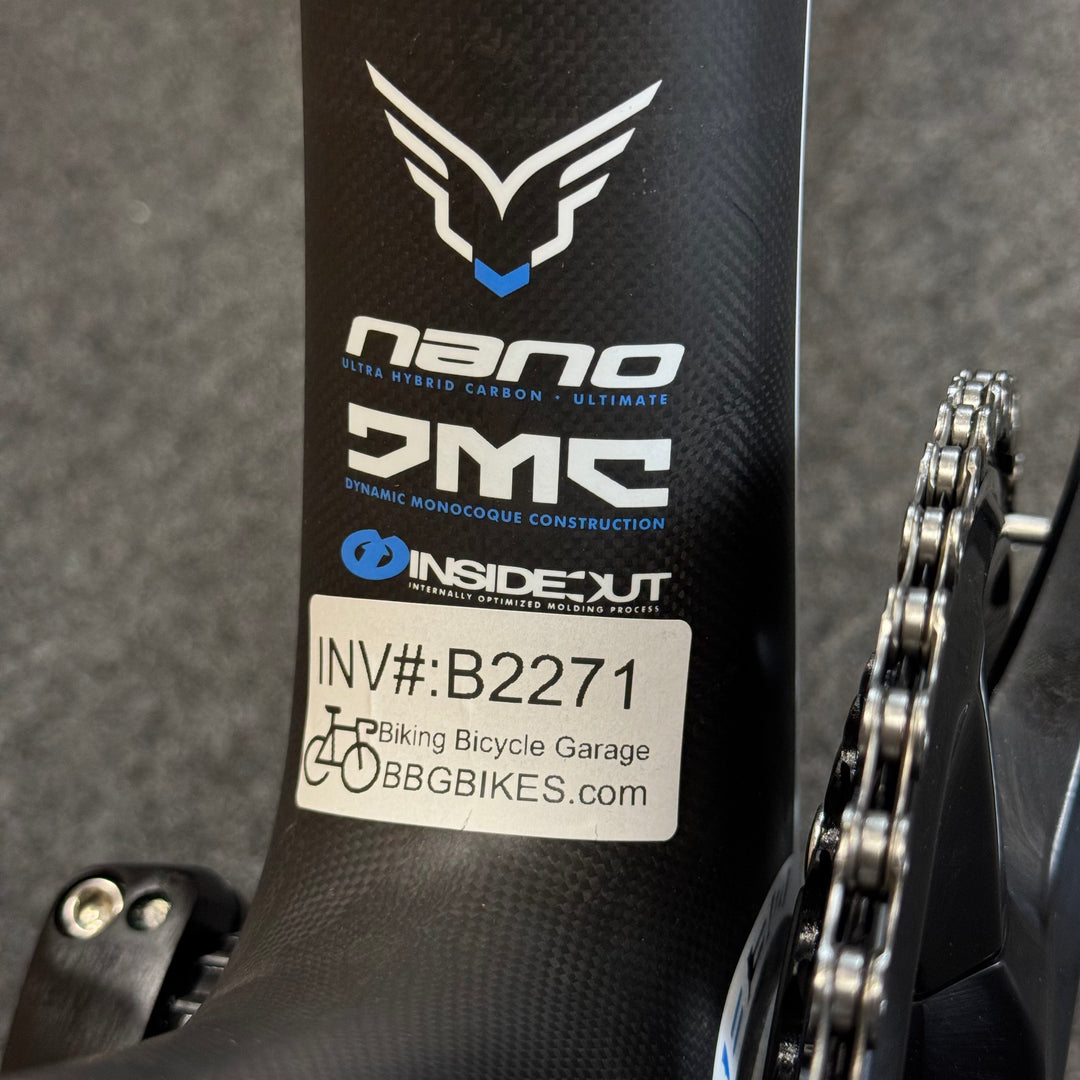 nano
ULTRA HYBRID CARBON · ULTIMATE
DMC
DYNAMIC MONOCOQUE CONSTRUCTION
INSIDEOUT
INTERNALLY OPTIMIZED MOLDING PROCESS
INV#:B2271
Biking Bicycle Garage
BBGBIKES.com